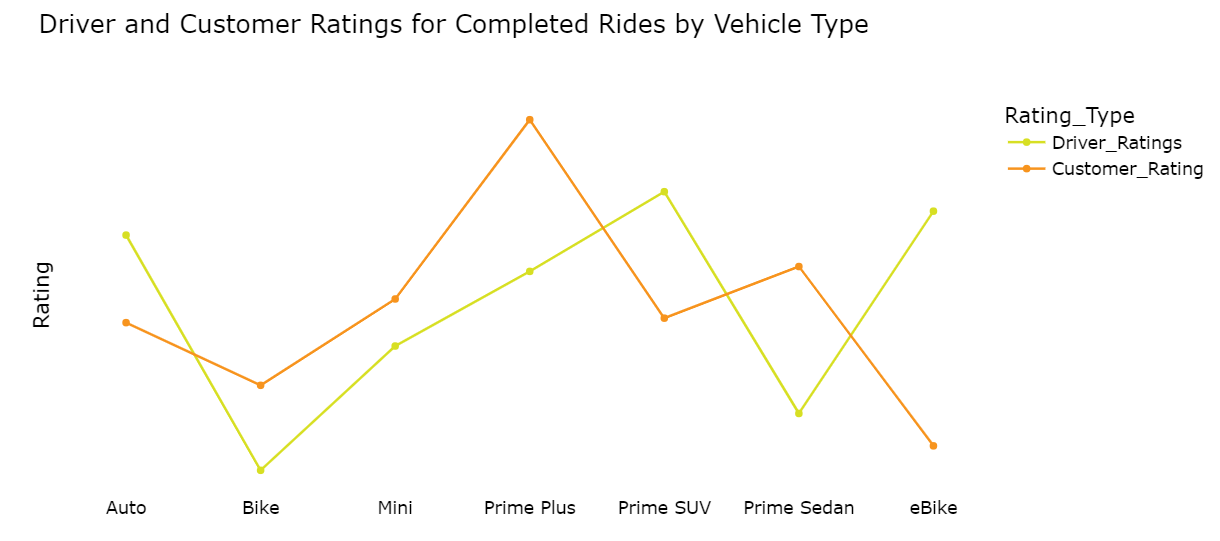 Driver and Customer Ratings for Completed Rides by Vehicle Type
Rating_Type
Driver_Ratings
Customer_Rating
Rating
Auto Bike Mini Prime Plus Prime SUV Prime Sedan eBike